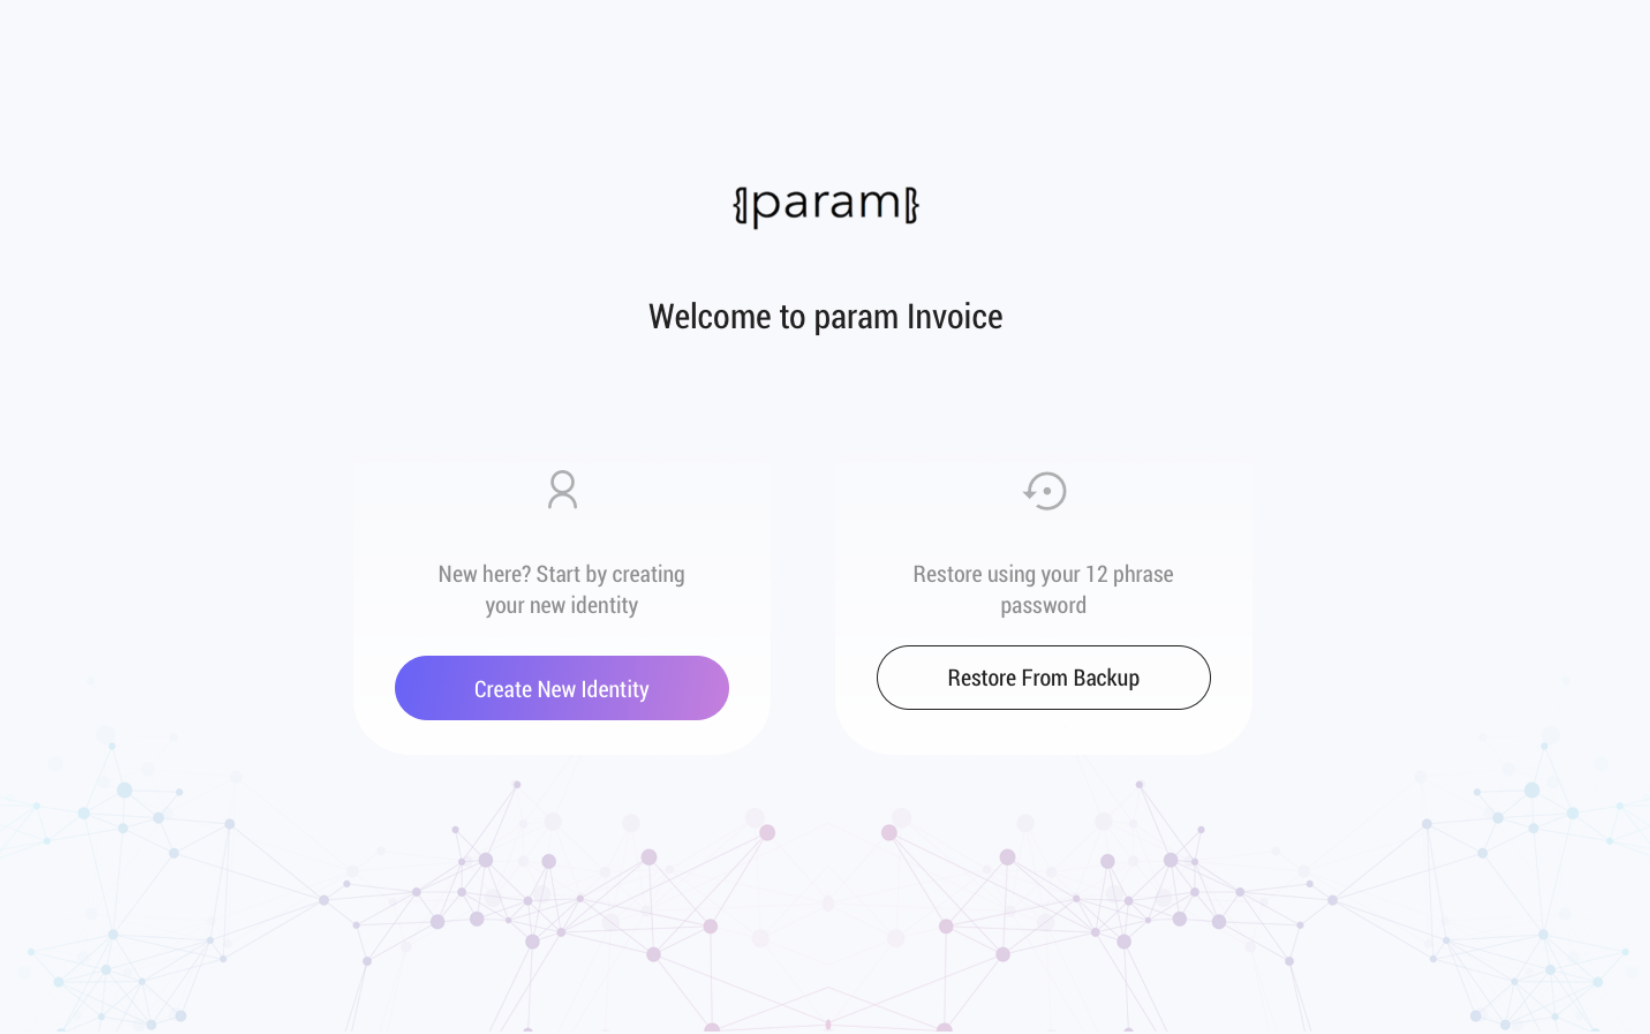 {[param]}
Welcome to param Invoice
New here? Start by creating
your new identity
Create New Identity
Restore using your 12 phrase
password
Restore From Backup